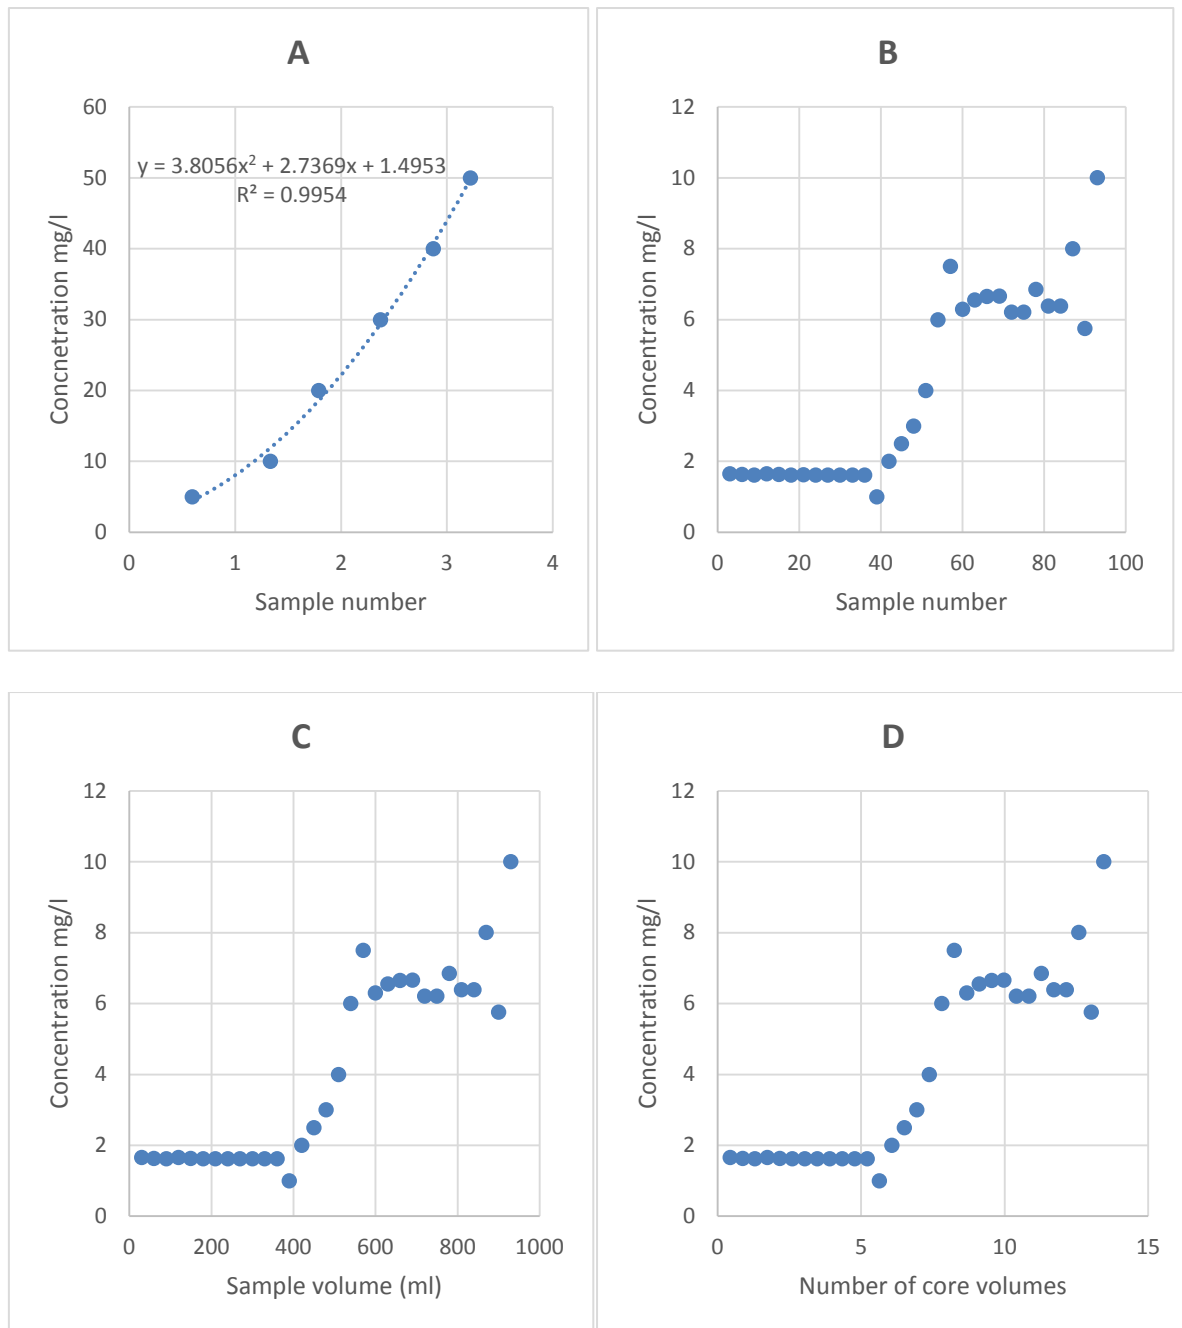 A
60
50
40
30
20
10
0
y = 3.8056x² + 2.7369x + 1.4953
R² = 0.9954
0 1 2 3 4
Concnetration mg/l
Sample number
B
12
10
8
6
4
2
0
0 20 40 60 80 100
Concentration mg/l
Sample number
C
12
10
8
6
4
2
0
0 200 400 600 800 1000
Concentration mg/l
Sample volume (ml)
D
12
10
8
6
4
2
0
0 5 10 15
Concentration mg/l
Number of core volumes